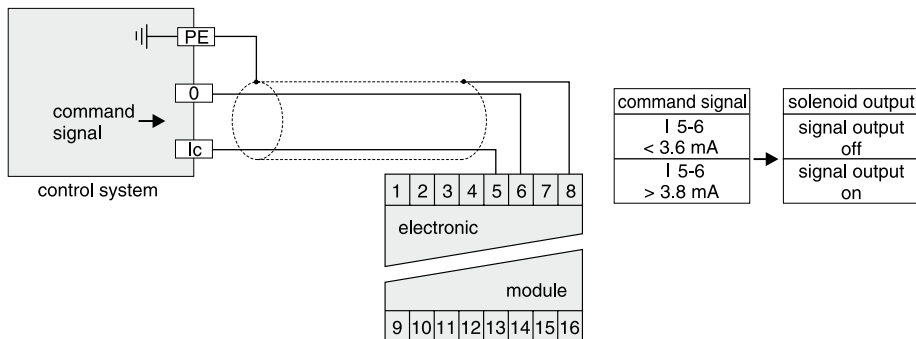 PE
0
command
signal
Ic
control system
1 2 3 4 5 6 7 8
electronic
module
9 10 11 12 13 14 15 16
command signal
I 5-6
< 3.6 mA
I 5-6
> 3.8 mA
solenoid output
signal output
off
signal output
on